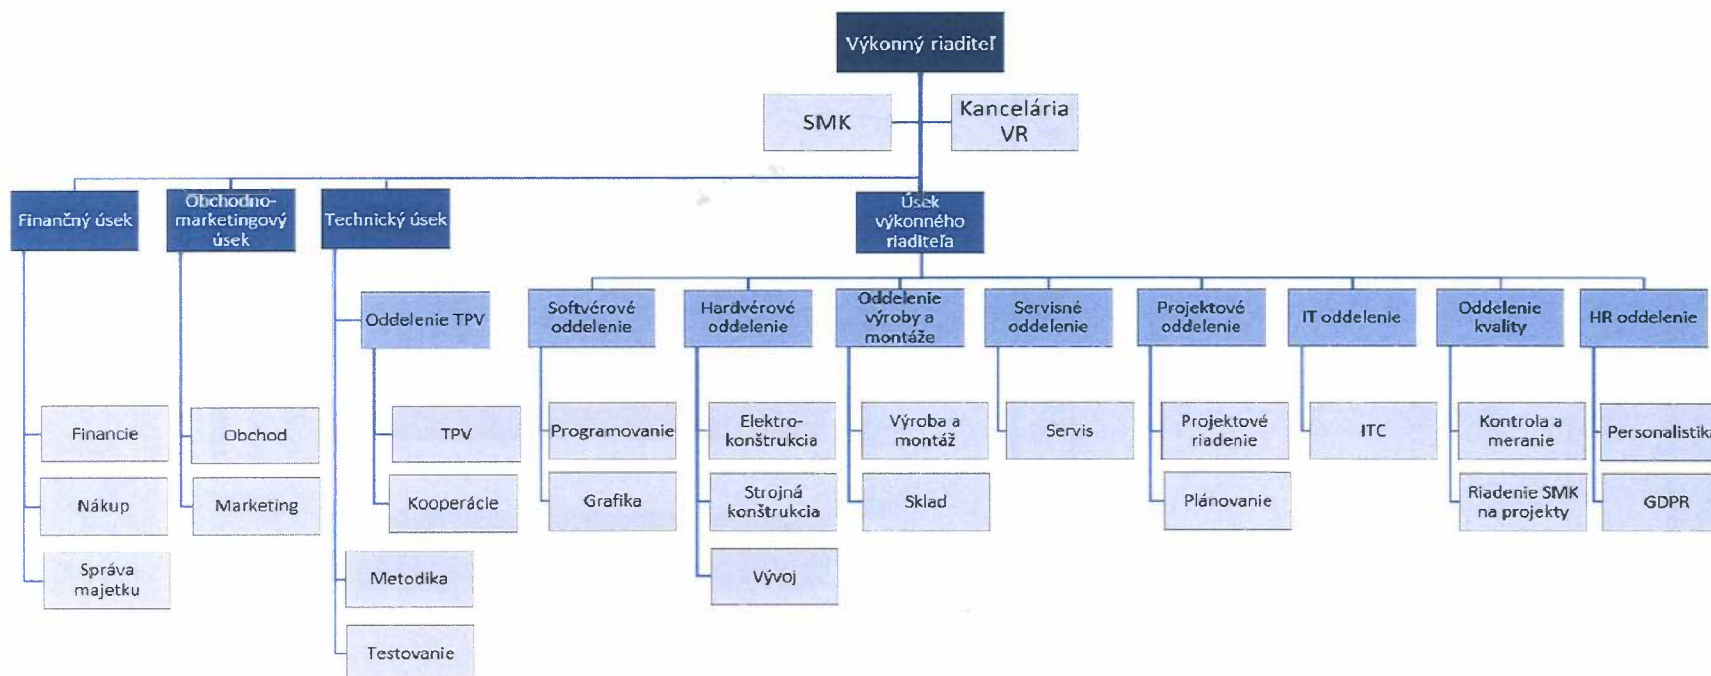 Výkonný riaditeľ
SMK
Kancelária
VR
Finančný úsek
Obchodno-
marketingový
úsek
Technický úsek
Úsek
výkonného
riaditeľa
Oddelenie TPV
Softvérové
oddelenie
Hardvérové
oddelenie
Oddelenie
výroby a
montáže
Servisné
oddelenie
Projektové
oddelenie
IT oddelenie
Oddelenie
kvality
HR oddelenie
Financie
Obchod
TPV
Programovanie
Elektro-
konštrukcia
Výroba a
montáž
Servis
Projektové
riadenie
ITC
Kontrola a
meranie
Personalistika
Nákup
Marketing
Kooperácie
Grafika
Strojná
konštrukcia
Sklad
Plánovanie
Riadenie SMK
na projekty
GDPR
Správa
majetku
Metodika
Vývoj
Testovanie